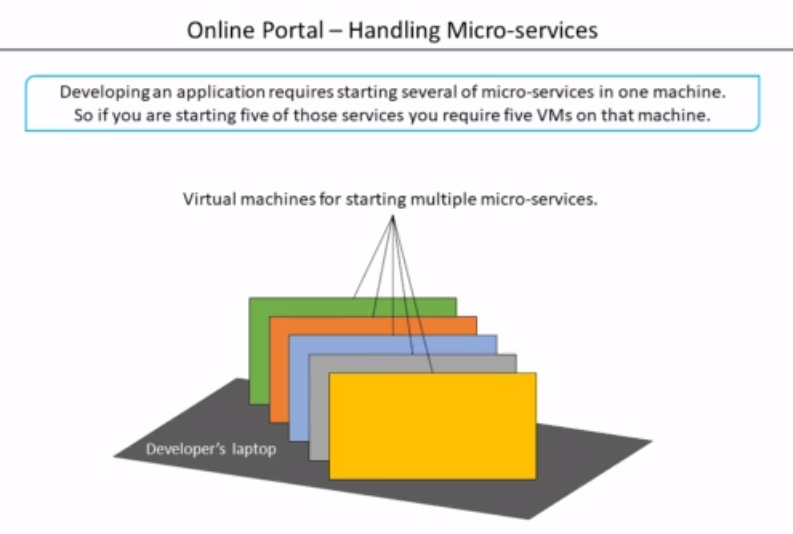 Online Portal – Handling Micro-services
Developing an application requires starting several of micro-services in one machine.
So if you are starting five of those services you require five VMs on that machine.
Virtual machines for starting multiple micro-services.
Developer's laptop